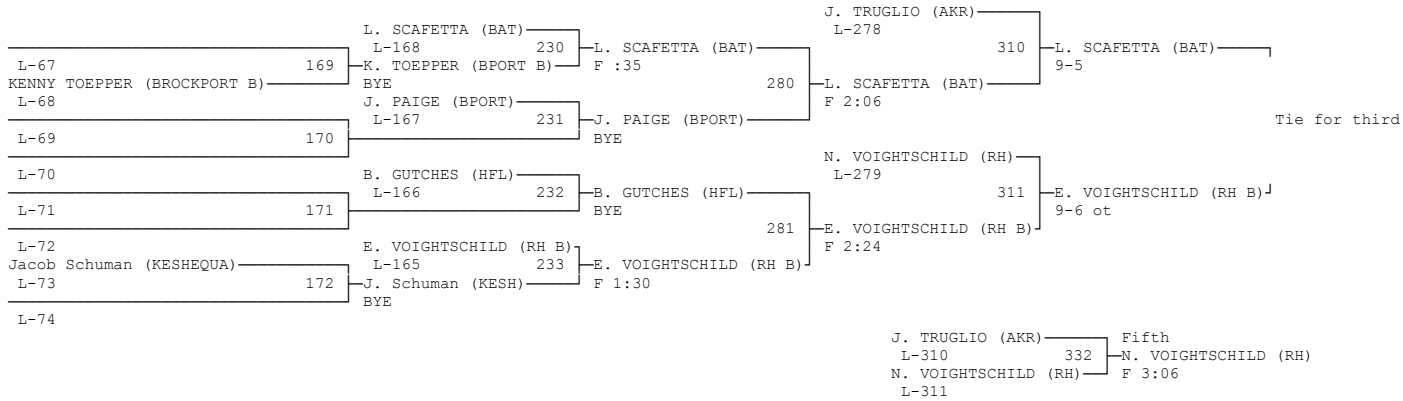 J. TRUGLIO (AKR)
L. SCAFETTA (BAT) L-278
L-168 230 L. SCAFETTA (BAT) 310 L. SCAFETTA (BAT)
L-67 169 K. TOEPPER (BPORT B) F :35 9-5
KENNY TOEPPER (BROCKPORT B) BYE 280 L. SCAFETTA (BAT)
L-68 J. PAIGE (BPORT) F 2:06
L-167 231 J. PAIGE (BPORT) Tie for third
L-69 170 BYE
N. VOIGHTSCHILD (RH)
L-70 B. GUTCHES (HFL) L-279
L-166 232 B. GUTCHES (HFL) 311 E. VOIGHTSCHILD (RH B)
L-71 171 BYE 9-6 ot
281 E. VOIGHTSCHILD (RH B)
L-72 E. VOIGHTSCHILD (RH B) F 2:24
Jacob Schuman (KESHEQUA) L-165 233 E. VOIGHTSCHILD (RH B)
L-73 172 J. Schuman (KESH) F 1:30
BYE
L-74
J. TRUGLIO (AKR) Fifth
L-310 332 N. VOIGHTSCHILD (RH)
N. VOIGHTSCHILD (RH) F 3:06
L-311